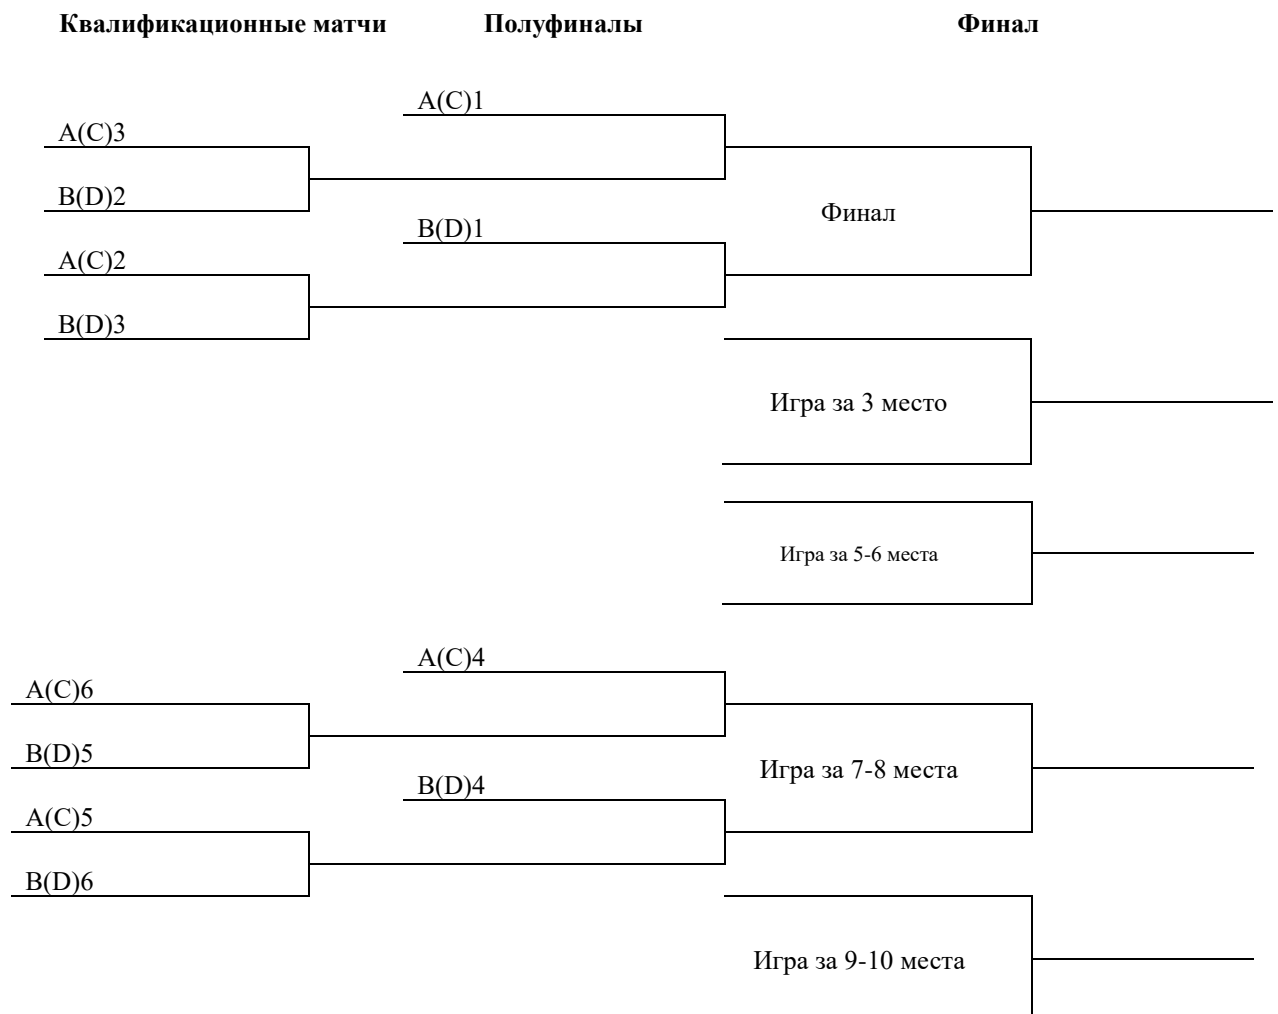 Квалификационные матчи Полуфиналы Финал
A(C)1
A(C)3
B(D)2
Финал
B(D)1
A(C)2
B(D)3
Игра за 3 место
Игра за 5-6 места
A(C)4
A(C)6
B(D)5
Игра за 7-8 места
B(D)4
A(C)5
B(D)6
Игра за 9-10 места